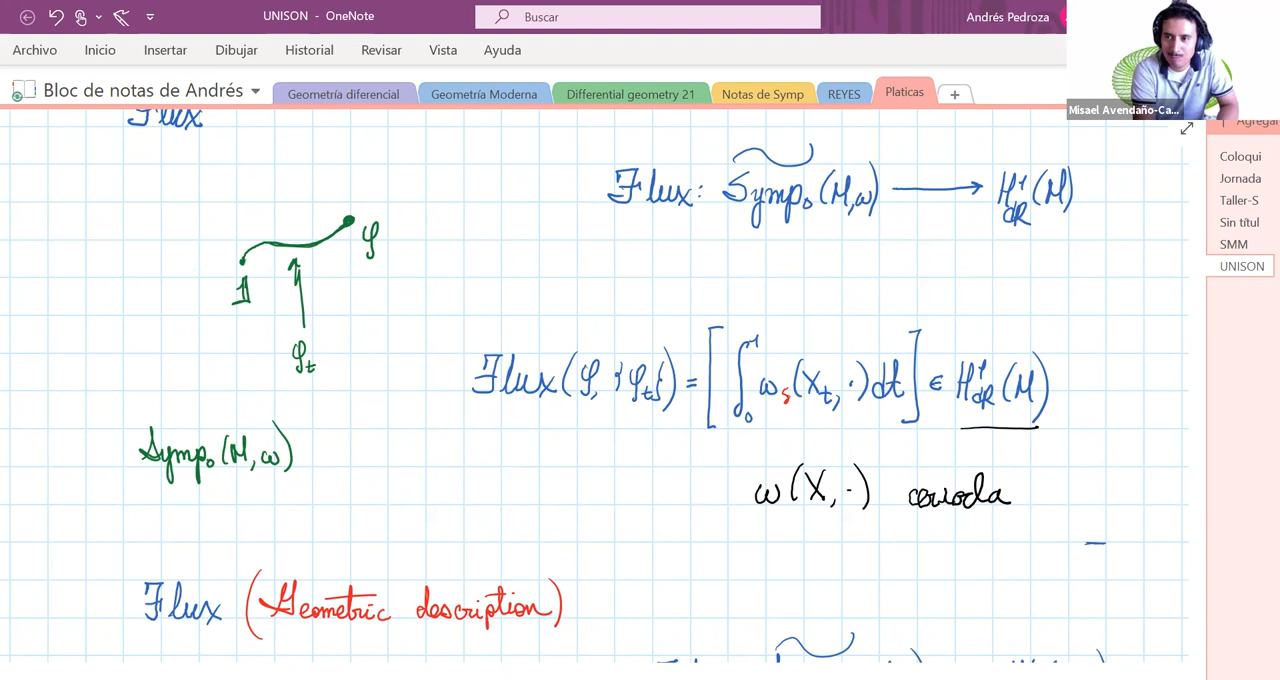 UNISON - OneNote
Buscar
Andrés Pedroza
Archivo Inicio Insertar Dibujar Historial Revisar Vista Ayuda
Bloc de notas de Andrés
Geometría diferencial
Geometría Moderna
Differential geometry 21
Notas de Symp
REYES
Platicas
Misael Avendaño-Ca...
Agregar
Coloqui
Jornada
Taller-S
Sin títul
SMM
UNISON
Flux
Flux: Symp₀(M,ω) → H¹dR(M)
φ
1
φt
Flux(φ, {φt}) = [∫₀¹ ωs(Xt, ·)dt] ∈ H¹dR(M)
Symp₀(M,ω)
ω(X, ·) cerrada
Flux (Geometric description)